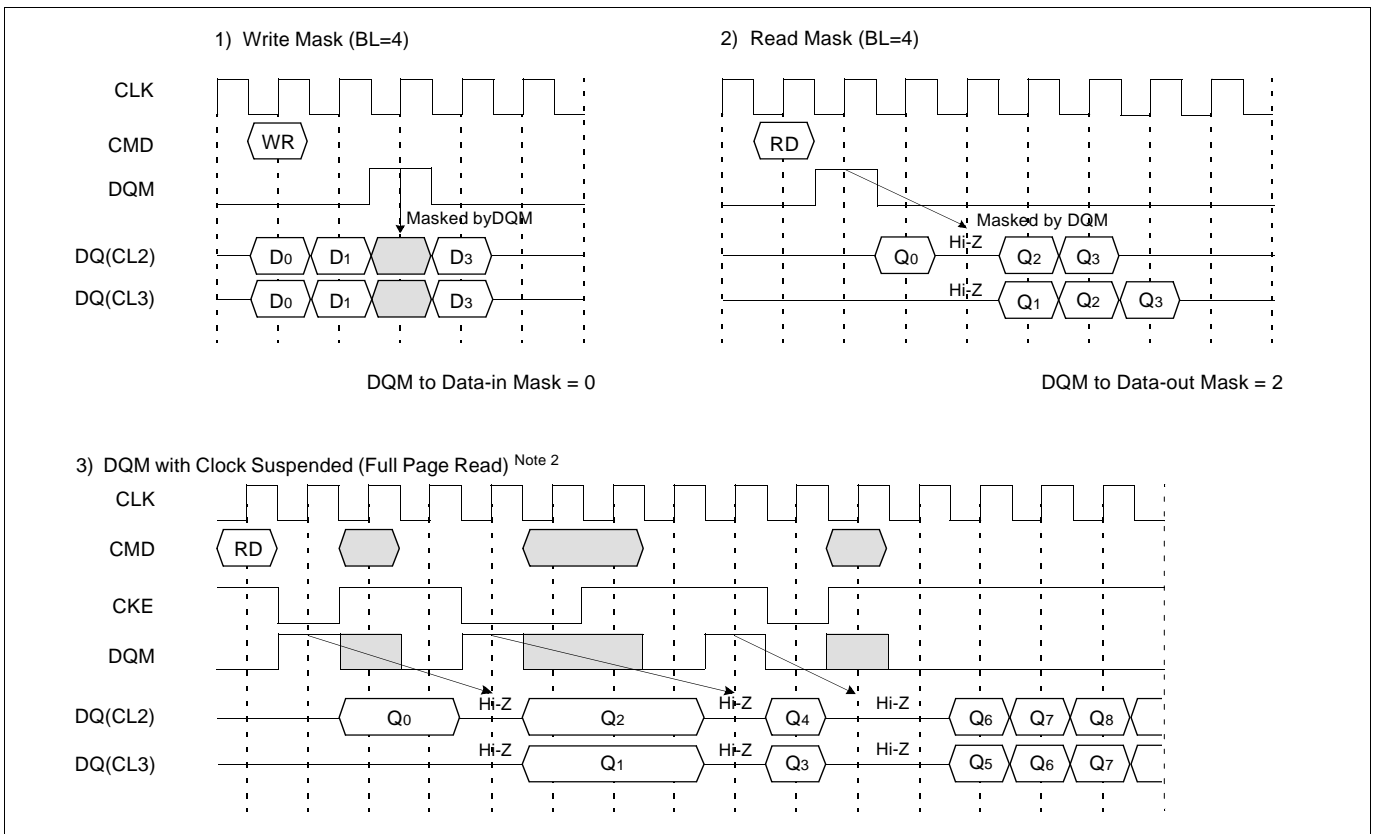 1) Write Mask (BL=4)
CLK
CMD
WR
DQM
Masked byDQM
DQ(CL2)
D0 D1 D3
DQ(CL3)
D0 D1 D3
DQM to Data-in Mask = 0
2) Read Mask (BL=4)
RD
Masked by DQM
Hi-Z
Q0 Q2 Q3
Hi-Z
Q1 Q2 Q3
DQM to Data-out Mask = 2
3) DQM with Clock Suspended (Full Page Read) Note 2
CLK
CMD
RD
CKE
DQM
Hi-Z Hi-Z Hi-Z
DQ(CL2)
Q0 Q2 Q4 Q6 Q7 Q8
Hi-Z Hi-Z Hi-Z
DQ(CL3)
Q1 Q3 Q5 Q6 Q7